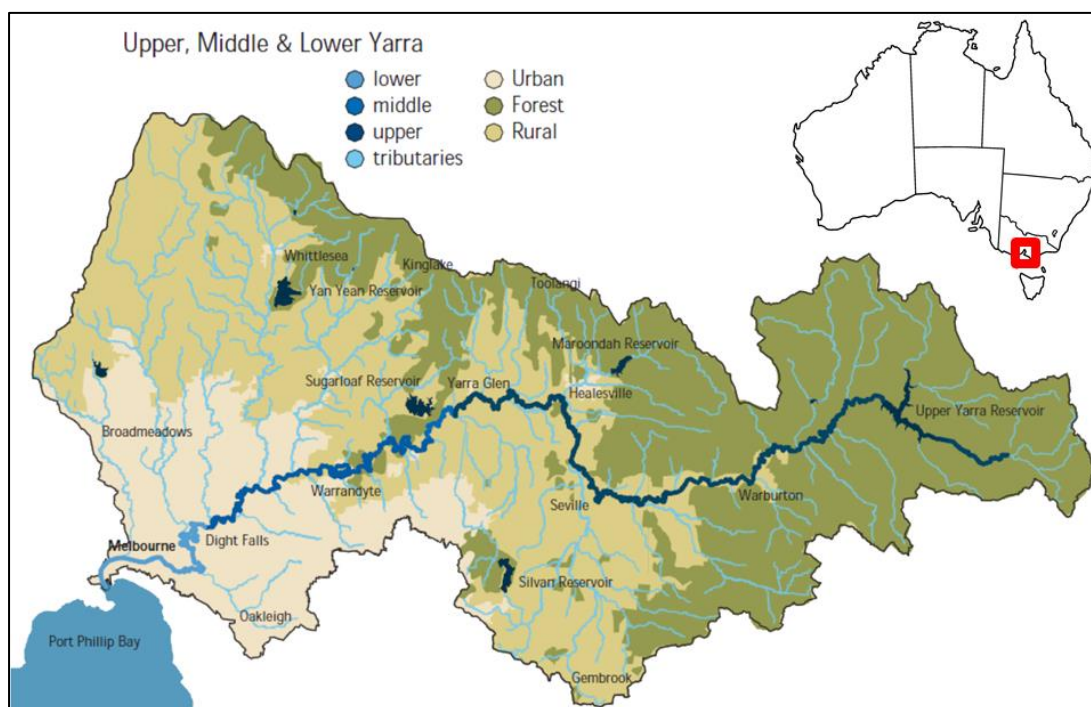 Upper, Middle & Lower Yarra
lower
middle
upper
tributaries
Urban
Forest
Rural
Whittlesea
Kinglake
Yan Yean Reservoir
Toolangi
Maroondah Reservoir
Sugarloaf Reservoir
Yarra Glen
Healesville
Upper Yarra Reservoir
Broadmeadows
Warrandyte
Seville
Warburton
Melbourne
Dight Falls
Silvan Reservoir
Oakleigh
Port Phillip Bay
Gembrook